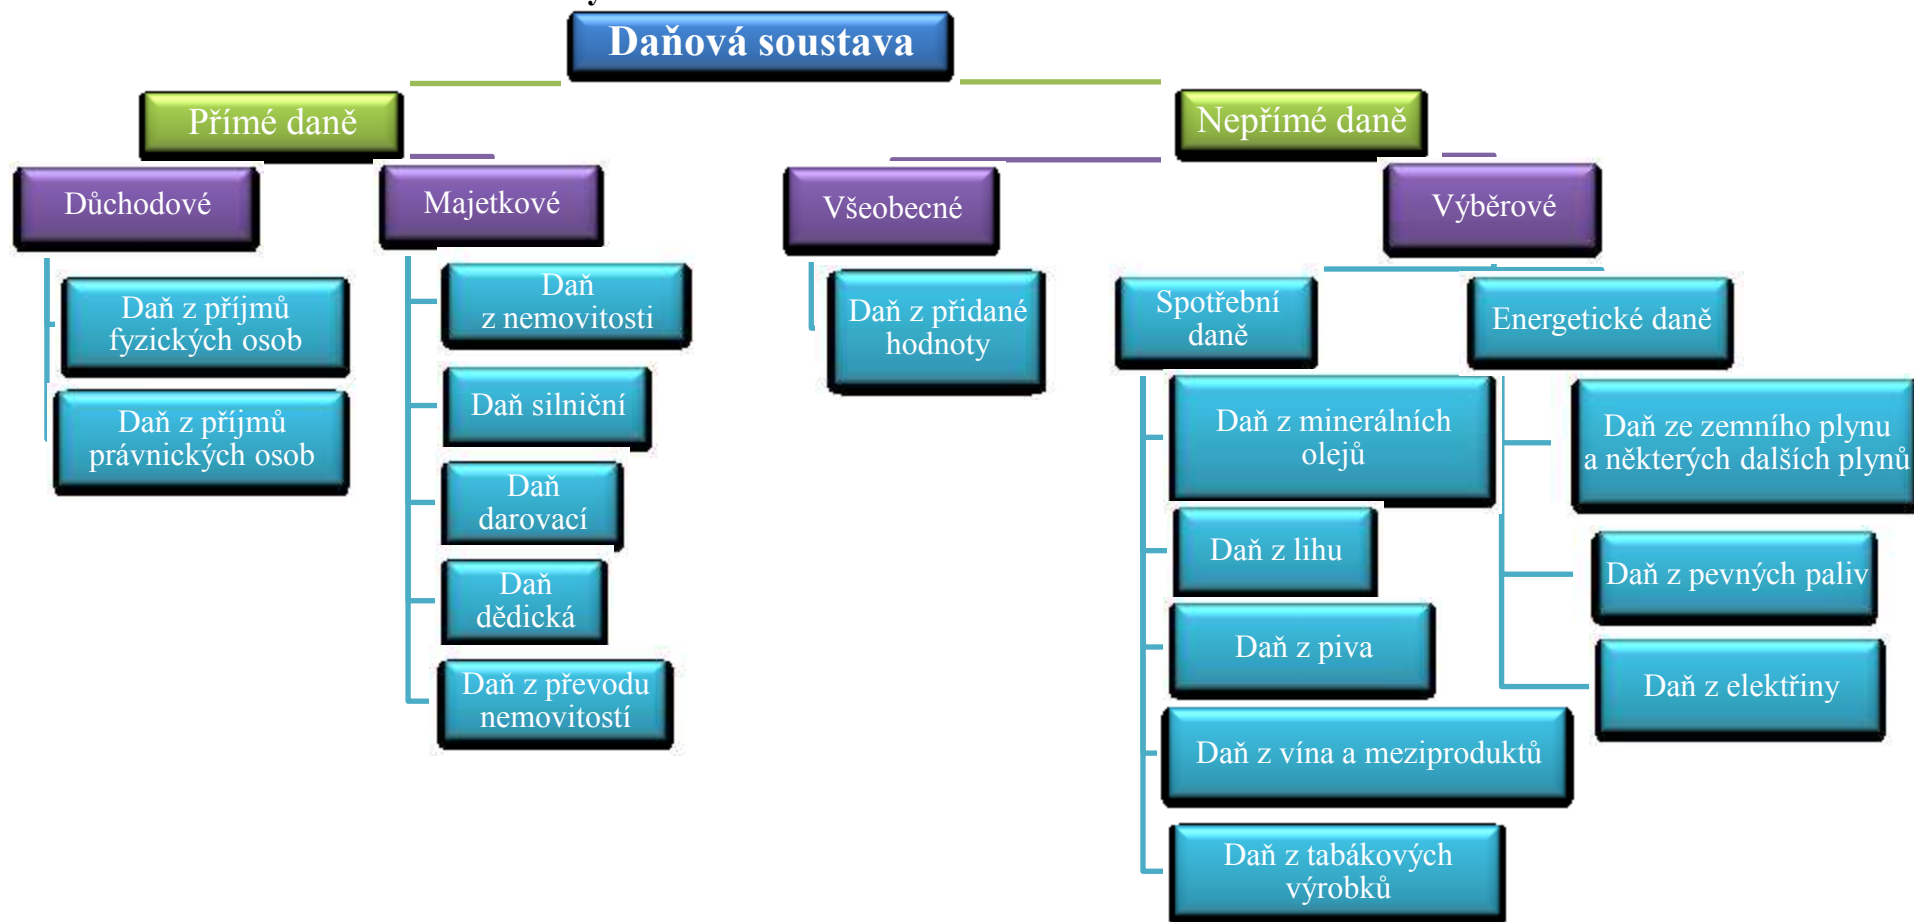 Daňová soustava
Přímé daně
Nepřímé daně
Důchodové
Majetkové
Všeobecné
Výběrové
Daň z příjmů
fyzických osob
Daň z příjmů
právnických osob
Daň
z nemovitosti
Daň silniční
Daň
darovací
Daň
dědická
Daň z převodu
nemovitostí
Daň z přidané
hodnoty
Spotřební
daně
Energetické daně
Daň z minerálních
olejů
Daň z lihu
Daň z piva
Daň z vína a meziproduktů
Daň z tabákových
výrobků
Daň ze zemního plynu
a některých dalších plynů
Daň z pevných paliv
Daň z elektřiny